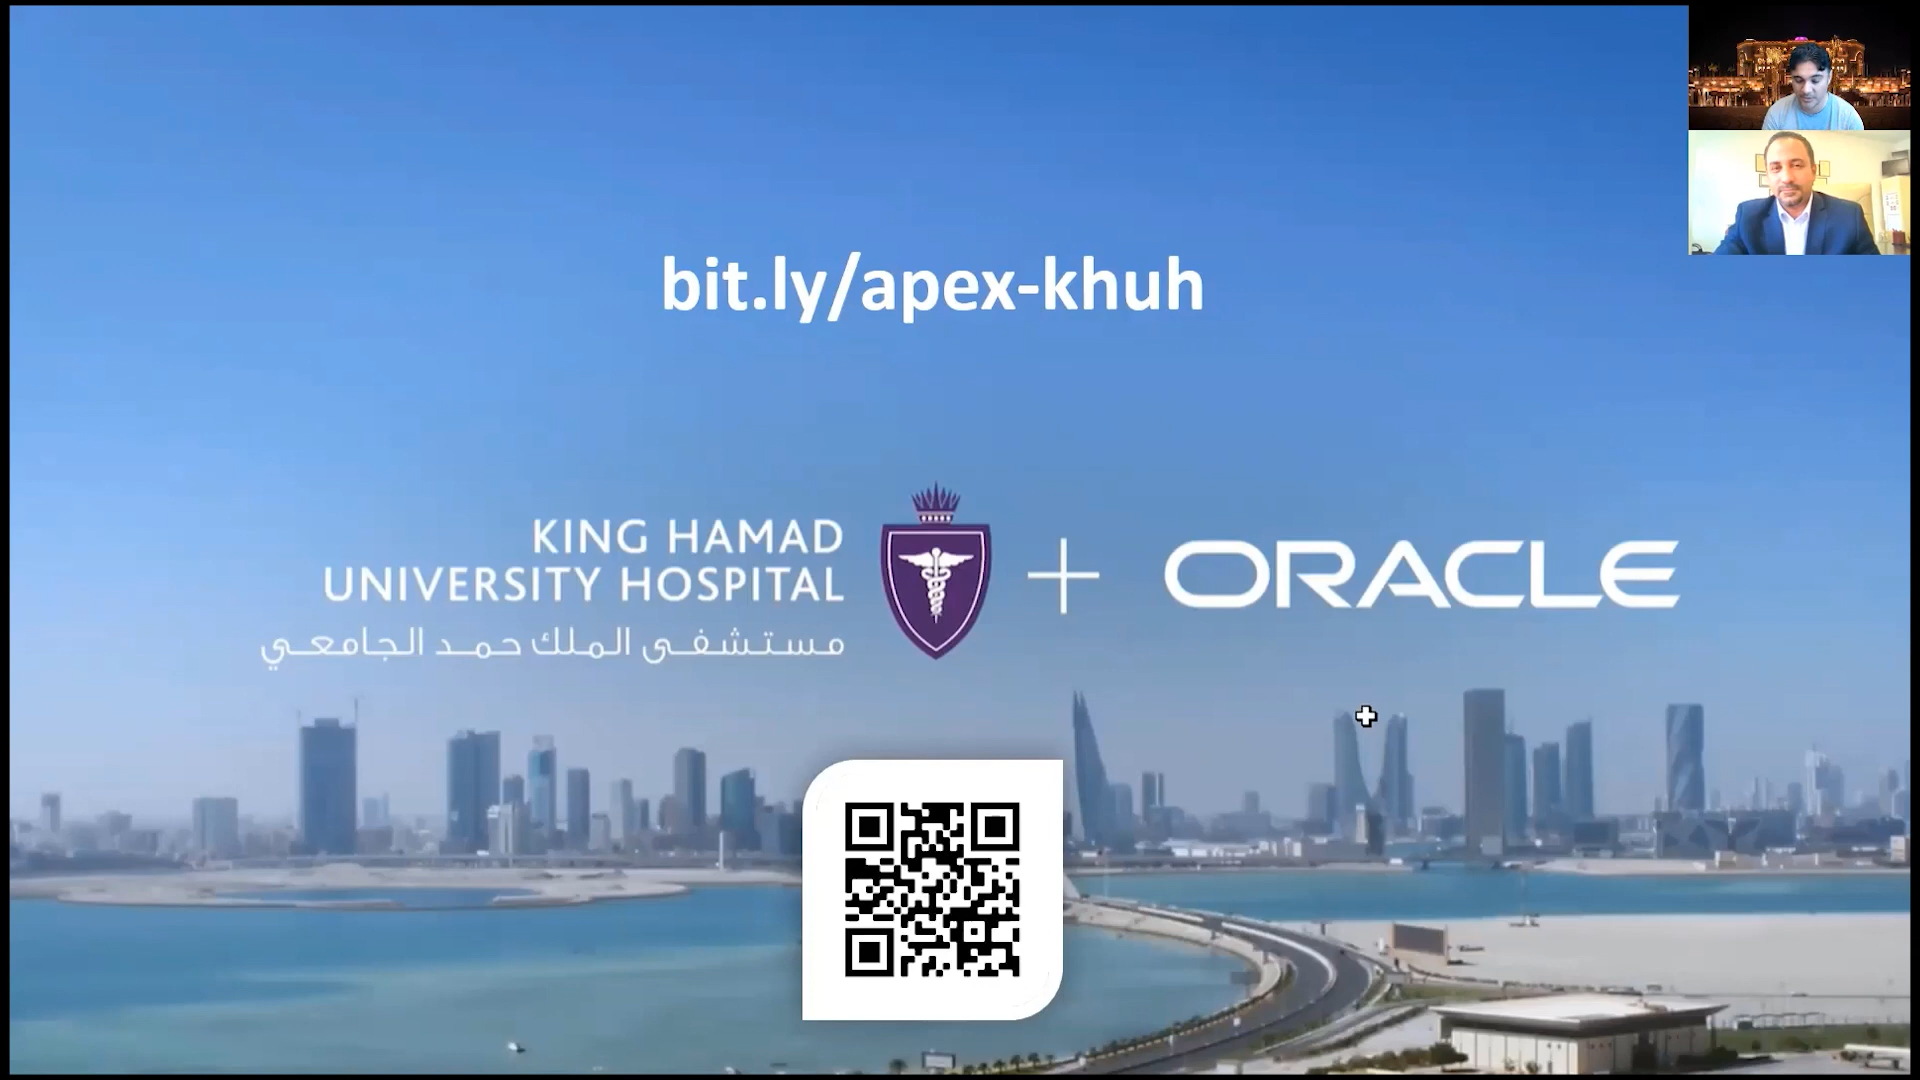 bit.ly/apex-khuh
KING HAMAD
UNIVERSITY HOSPITAL
مستشفى الملك حمد الجامعي
+
ORACLE